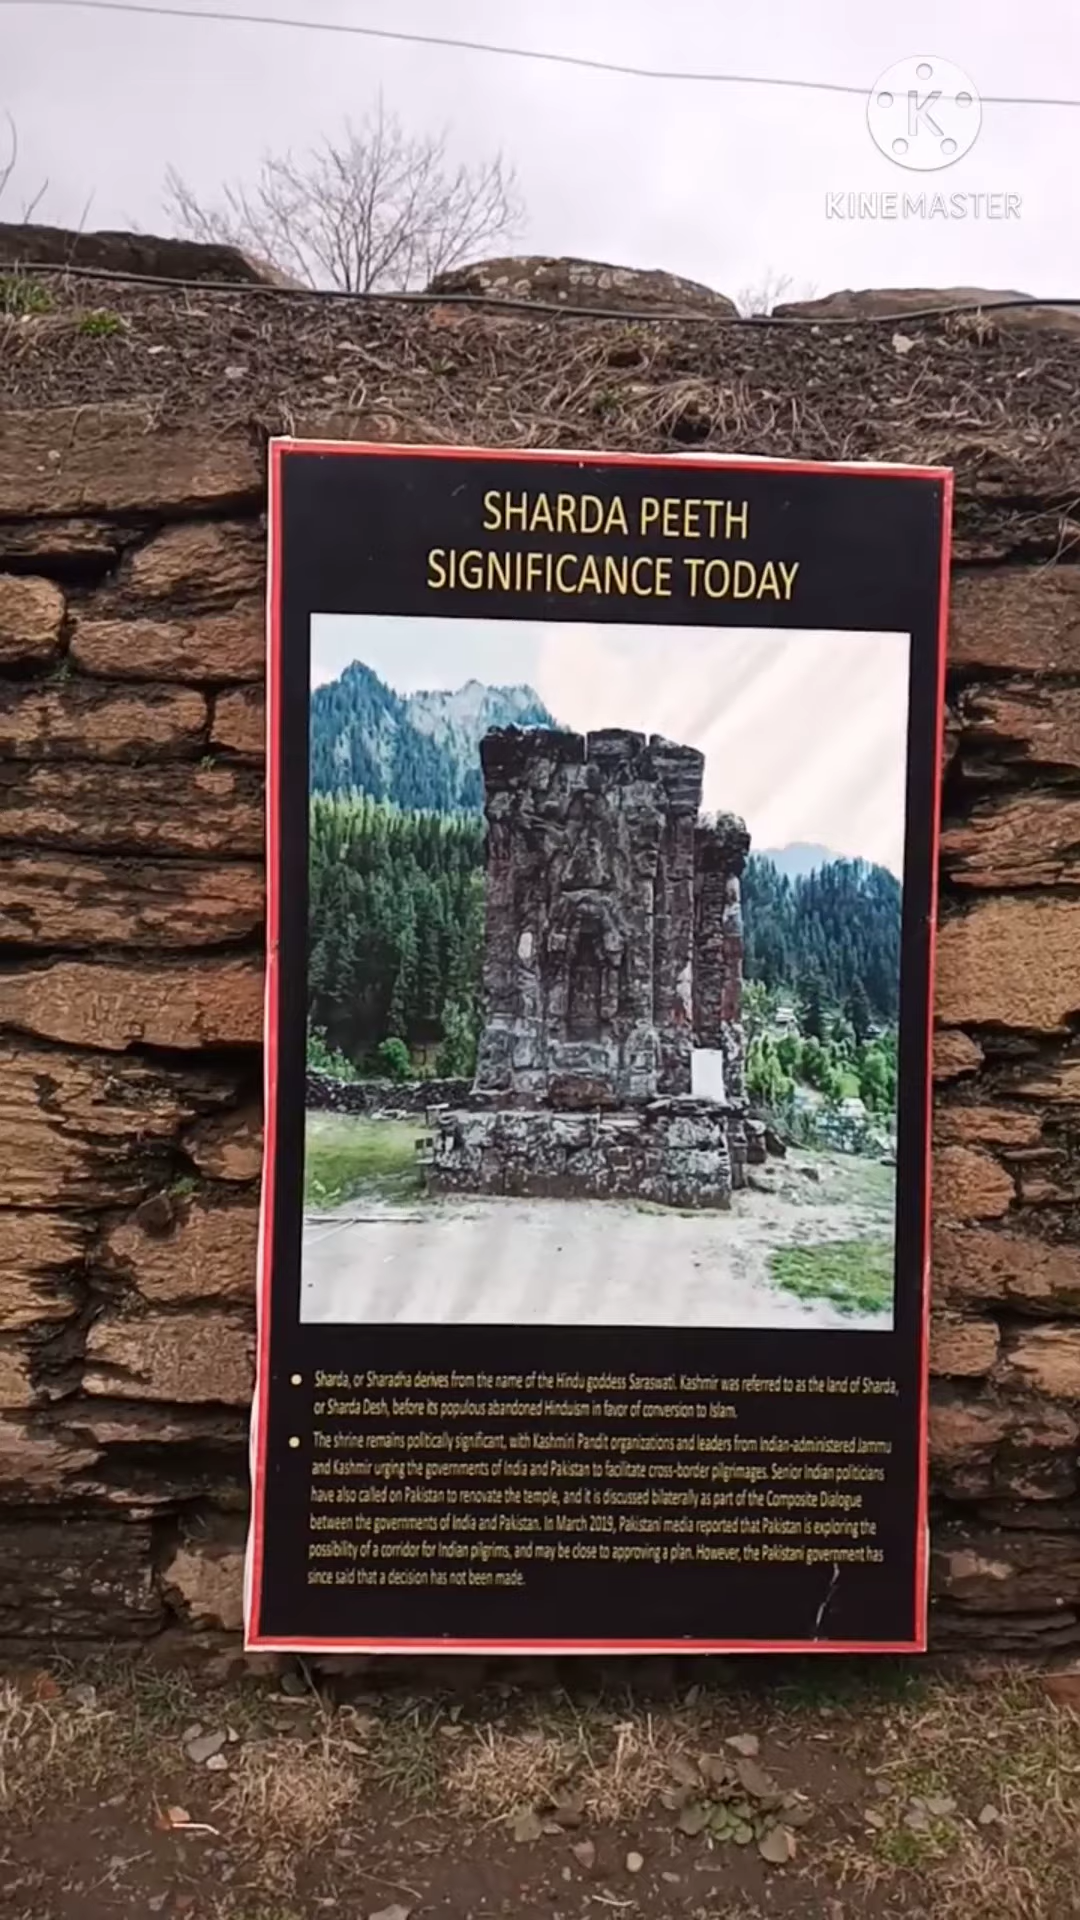 K
KINEMASTER
SHARDA PEETH
SIGNIFICANCE TODAY
• Sharda, or Sharadha derives from the name of the Hindu goddess Saraswati. Kashmir was referred to as the land of Sharda,
or Sharda Desh, before its populous abandoned Hinduism in favor of conversion to Islam.
• The shrine remains politically significant, with Kashmiri Pandit organizations and leaders from Indian-administered Jammu
and Kashmir urging the governments of India and Pakistan to facilitate cross-border pilgrimages. Senior Indian politicians
have also called on Pakistan to renovate the temple, and it is discussed bilaterally as part of the Composite Dialogue
between the governments of India and Pakistan. In March 2019, Pakistani media reported that Pakistan is exploring the
possibility of a corridor for Indian pilgrims, and may be close to approving a plan. However, the Pakistani government has
since said that a decision has not been made.